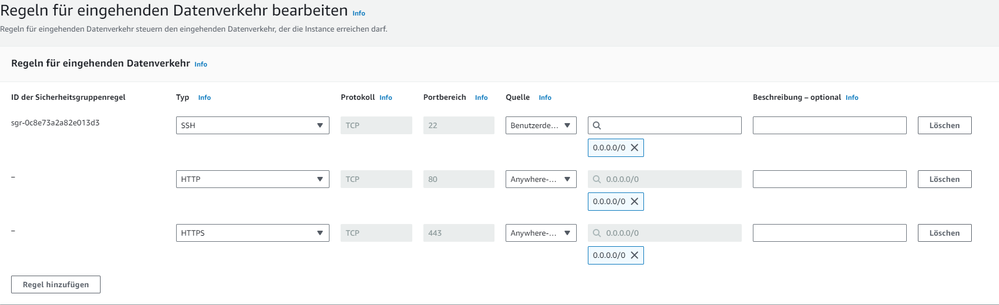 Regeln für eingehenden Datenverkehr bearbeiten Info
Regeln für eingehenden Datenverkehr steuern den eingehenden Datenverkehr, der die Instance erreichen darf.
Regeln für eingehenden Datenverkehr Info
ID der Sicherheitsgruppenregel Typ Info Protokoll Info Portbereich Info Quelle Info Beschreibung – optional Info
sgr-0c8e73a2a82e013d3 SSH TCP 22 Benutzerde... Löschen
0.0.0.0/0
– HTTP TCP 80 Anywhere-... 0.0.0.0/0 Löschen
0.0.0.0/0
– HTTPS TCP 443 Anywhere-... 0.0.0.0/0 Löschen
0.0.0.0/0
Regel hinzufügen